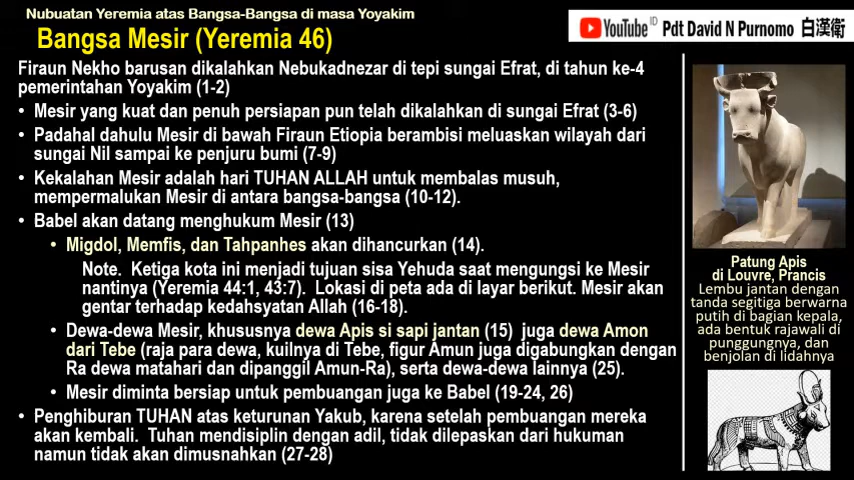 Nubuatan Yeremia atas Bangsa-Bangsa di masa Yoyakim
Bangsa Mesir (Yeremia 46)
YouTube ID Pdt David N Purnomo 白漢衛
Firaun Nekho barusan dikalahkan Nebukadnezar di tepi sungai Efrat, di tahun ke-4
pemerintahan Yoyakim (1-2)
• Mesir yang kuat dan penuh persiapan pun telah dikalahkan di sungai Efrat (3-6)
• Padahal dahulu Mesir di bawah Firaun Etiopia berambisi meluaskan wilayah dari
sungai Nil sampai ke penjuru bumi (7-9)
• Kekalahan Mesir adalah hari TUHAN ALLAH untuk membalas musuh,
mempermalukan Mesir di antara bangsa-bangsa (10-12).
• Babel akan datang menghukum Mesir (13)
• Migdol, Memfis, dan Tahpanhes akan dihancurkan (14).
Note. Ketiga kota ini menjadi tujuan sisa Yehuda saat mengungsi ke Mesir
nantinya (Yeremia 44:1, 43:7). Lokasi di peta ada di layar berikut. Mesir akan
gentar terhadap kedahsyatan Allah (16-18).
• Dewa-dewa Mesir, khususnya dewa Apis si sapi jantan (15) juga dewa Amon
dari Tebe (raja para dewa, kuilnya di Tebe, figur Amun juga digabungkan dengan
Ra dewa matahari dan dipanggil Amun-Ra), serta dewa-dewa lainnya (25).
• Mesir diminta bersiap untuk pembuangan juga ke Babel (19-24, 26)
• Penghiburan TUHAN atas keturunan Yakub, karena setelah pembuangan mereka
akan kembali. Tuhan mendisiplin dengan adil, tidak dilepaskan dari hukuman
namun tidak akan dimusnahkan (27-28)
Patung Apis
di Louvre, Prancis
Lembu jantan dengan
tanda segitiga berwarna
putih di bagian kepala,
ada bentuk rajawali di
punggungnya, dan
benjolan di lidahnya